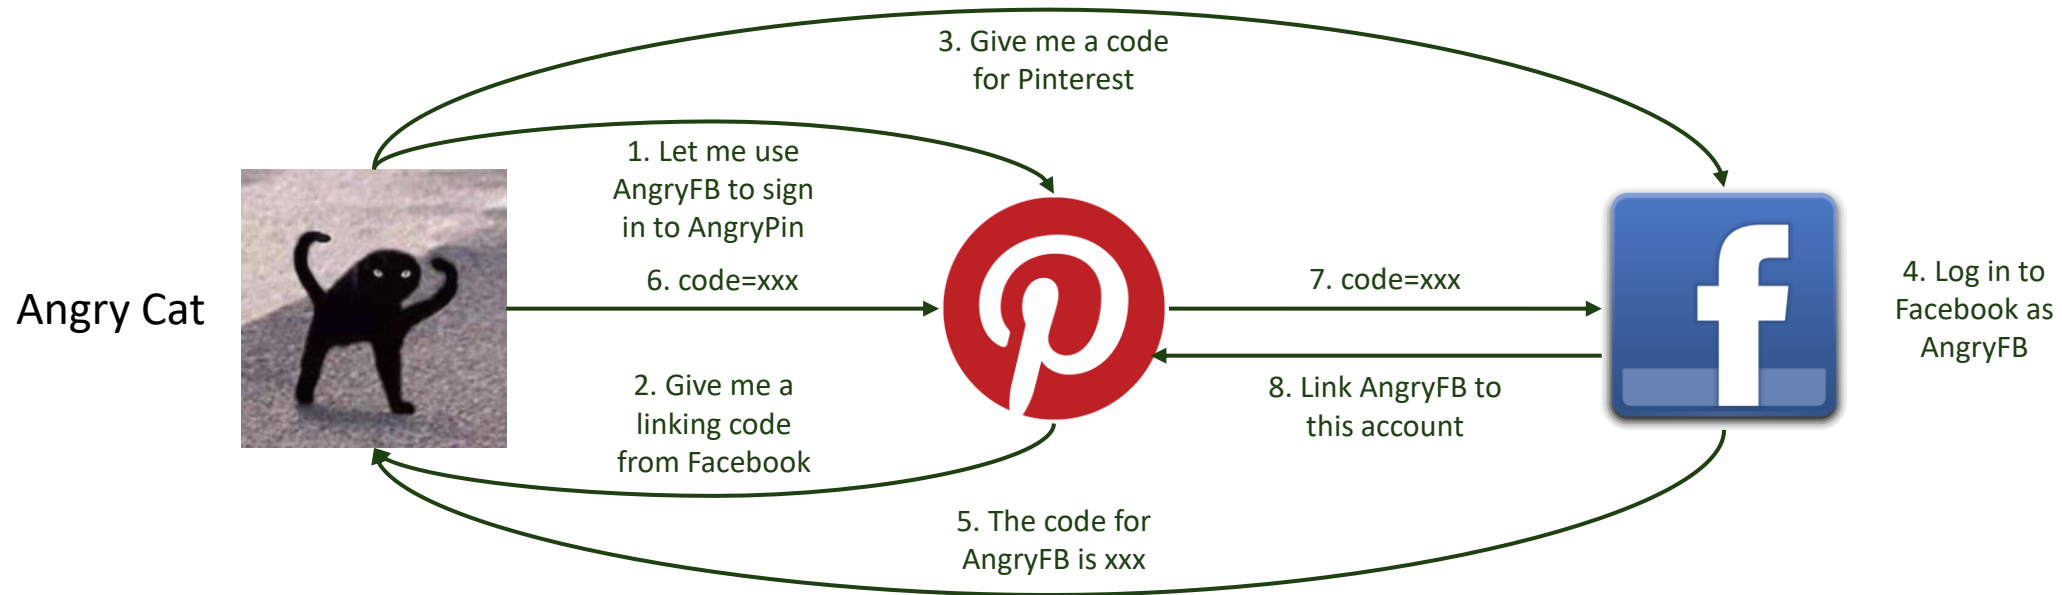 3. Give me a code
for Pinterest
1. Let me use
AngryFB to sign
in to AngryPin
Angry Cat
6. code=xxx
7. code=xxx
4. Log in to
Facebook as
AngryFB
2. Give me a
linking code
from Facebook
8. Link AngryFB to
this account
5. The code for
AngryFB is xxx